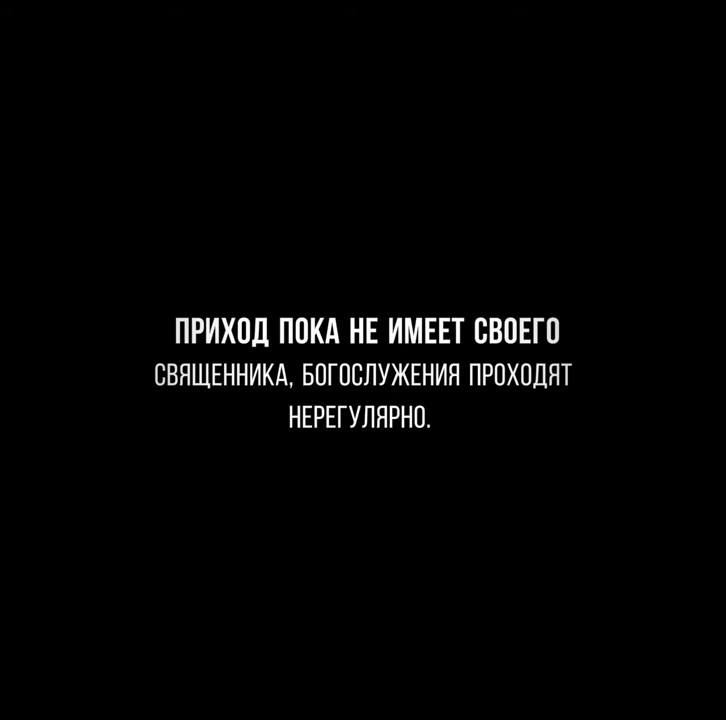 ПРИХОД ПОКА НЕ ИМЕЕТ СВОЕГО
СВЯЩЕННИКА, БОГОСЛУЖЕНИЯ ПРОХОДЯТ
НЕРЕГУЛЯРНО.